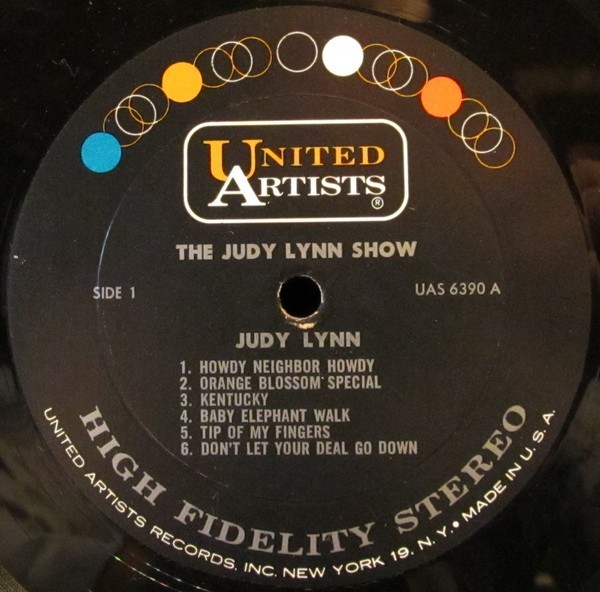 UNITED
ARTISTS
®
THE JUDY LYNN SHOW
SIDE 1
UAS 6390 A
JUDY LYNN
1. HOWDY NEIGHBOR HOWDY
2. ORANGE BLOSSOM SPECIAL
3. KENTUCKY
4. BABY ELEPHANT WALK
5. TIP OF MY FINGERS
6. DON'T LET YOUR DEAL GO DOWN
HIGH FIDELITY STEREO
UNITED ARTISTS RECORDS, INC. NEW YORK 19, N.Y. • MADE IN U.S.A.